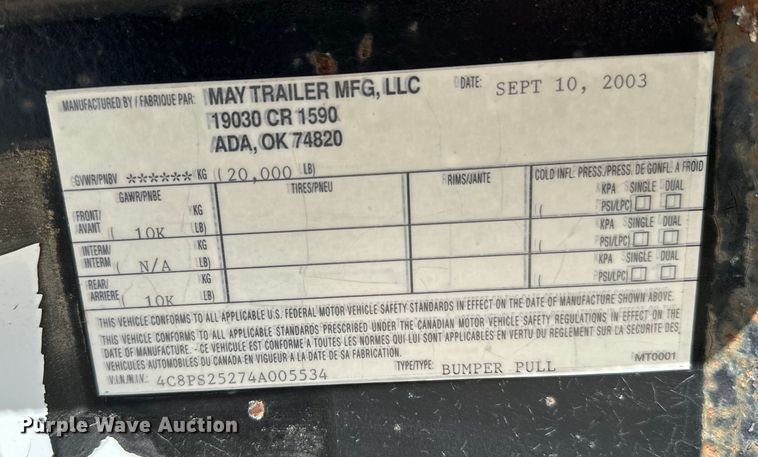 MANUFACTURED BY / FABRIQUE PAR: MAY TRAILER MFG, LLC DATE: SEPT 10, 2003
19030 CR 1590
ADA, OK 74820
GVWR/PNBV ****** KG ( 20,000 LB)
GAWR/PNBE TIRES/PNEU RIMS/JANTE COLD INFL. PRESS./PRESS. DE GONFL. A FROID
FRONT/ KG KPA SINGLE DUAL
AVANT ( 10K LB) ( PSI/LPC)
INTERM/ KG KPA SINGLE DUAL
INTERM ( N/A LB) ( PSI/LPC)
REAR/ KG KPA SINGLE DUAL
ARRIÈRE ( 10K LB) ( PSI/LPC)
THIS VEHICLE CONFORMS TO ALL APPLICABLE U.S. FEDERAL MOTOR VEHICLE SAFETY STANDARDS IN EFFECT ON THE DATE OF MANUFACTURE SHOWN ABOVE.
THIS VEHICLE CONFORMS TO ALL APPLICABLE STANDARDS PRESCRIBED UNDER THE CANADIAN MOTOR VEHICLE SAFETY REGULATIONS IN EFFECT ON THE
DATE OF MANUFACTURE. - CE VEHICLE EST CONFORME A TOUTES LES NORMES QUI LUI SONT APPLICABLES EN VERTU DU REGLEMENT SUR LA SECURITE DES
VEHICULES AUTOMOBILES DU CANADA EN VIGUEUR A LA DATE DE SA FABRICATION.
V.I.N./N.I.V.: 4C8PS25274A005534 TYPE/TYPE: BUMPER PULL MT0001
Purple Wave Auction